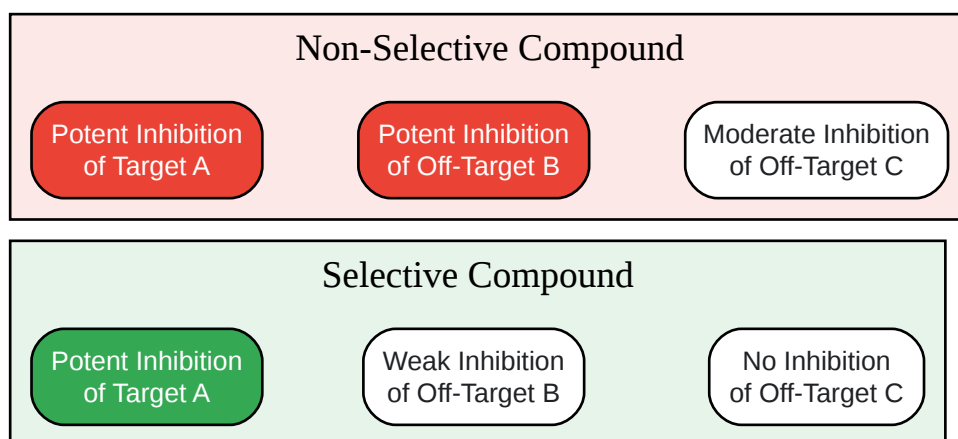 Non-Selective Compound
Potent Inhibition
of Target A
Potent Inhibition
of Off-Target B
Moderate Inhibition
of Off-Target C
Selective Compound
Potent Inhibition
of Target A
Weak Inhibition
of Off-Target B
No Inhibition
of Off-Target C